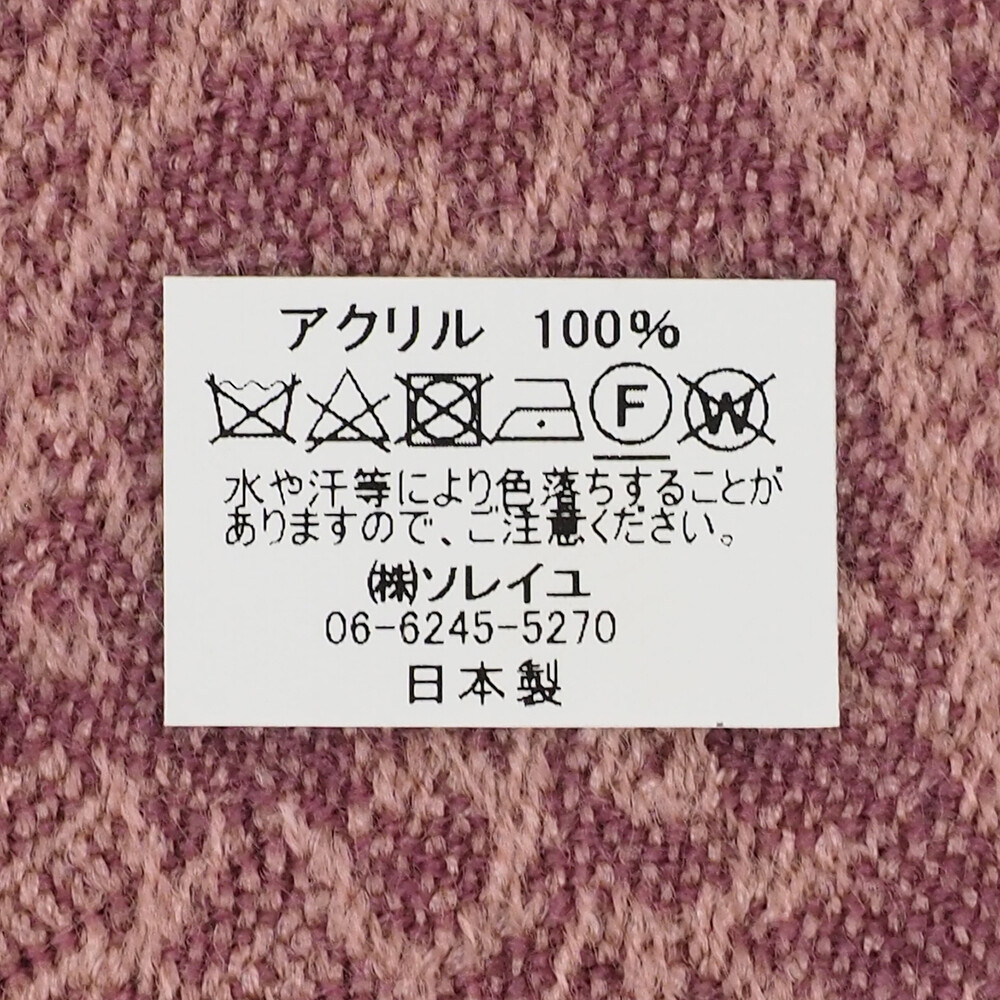 アクリル 100%
F W
水や汗等により色落ちすることが
ありますので、ご注意ください。
㈱ソレイユ
06-6245-5270
日本製